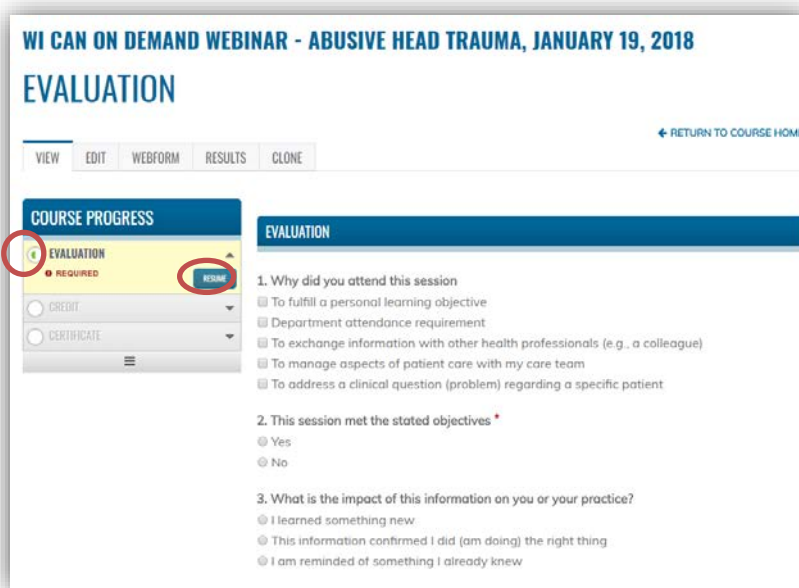 WI CAN ON DEMAND WEBINAR - ABUSIVE HEAD TRAUMA, JANUARY 19, 2018
EVALUATION
RETURN TO COURSE HOM
VIEW EDIT WEBFORM RESULTS CLONE
COURSE PROGRESS
EVALUATION
REQUIRED
RESUME
CREDIT
CERTIFICATE
EVALUATION
1. Why did you attend this session
To fulfill a personal learning objective
Department attendance requirement
To exchange information with other health professionals (e.g., a colleague)
To manage aspects of patient care with my care team
To address a clinical question (problem) regarding a specific patient
2. This session met the stated objectives *
Yes
No
3. What is the impact of this information on you or your practice?
I learned something new
This information confirmed I did (am doing) the right thing
I am reminded of something I already knew